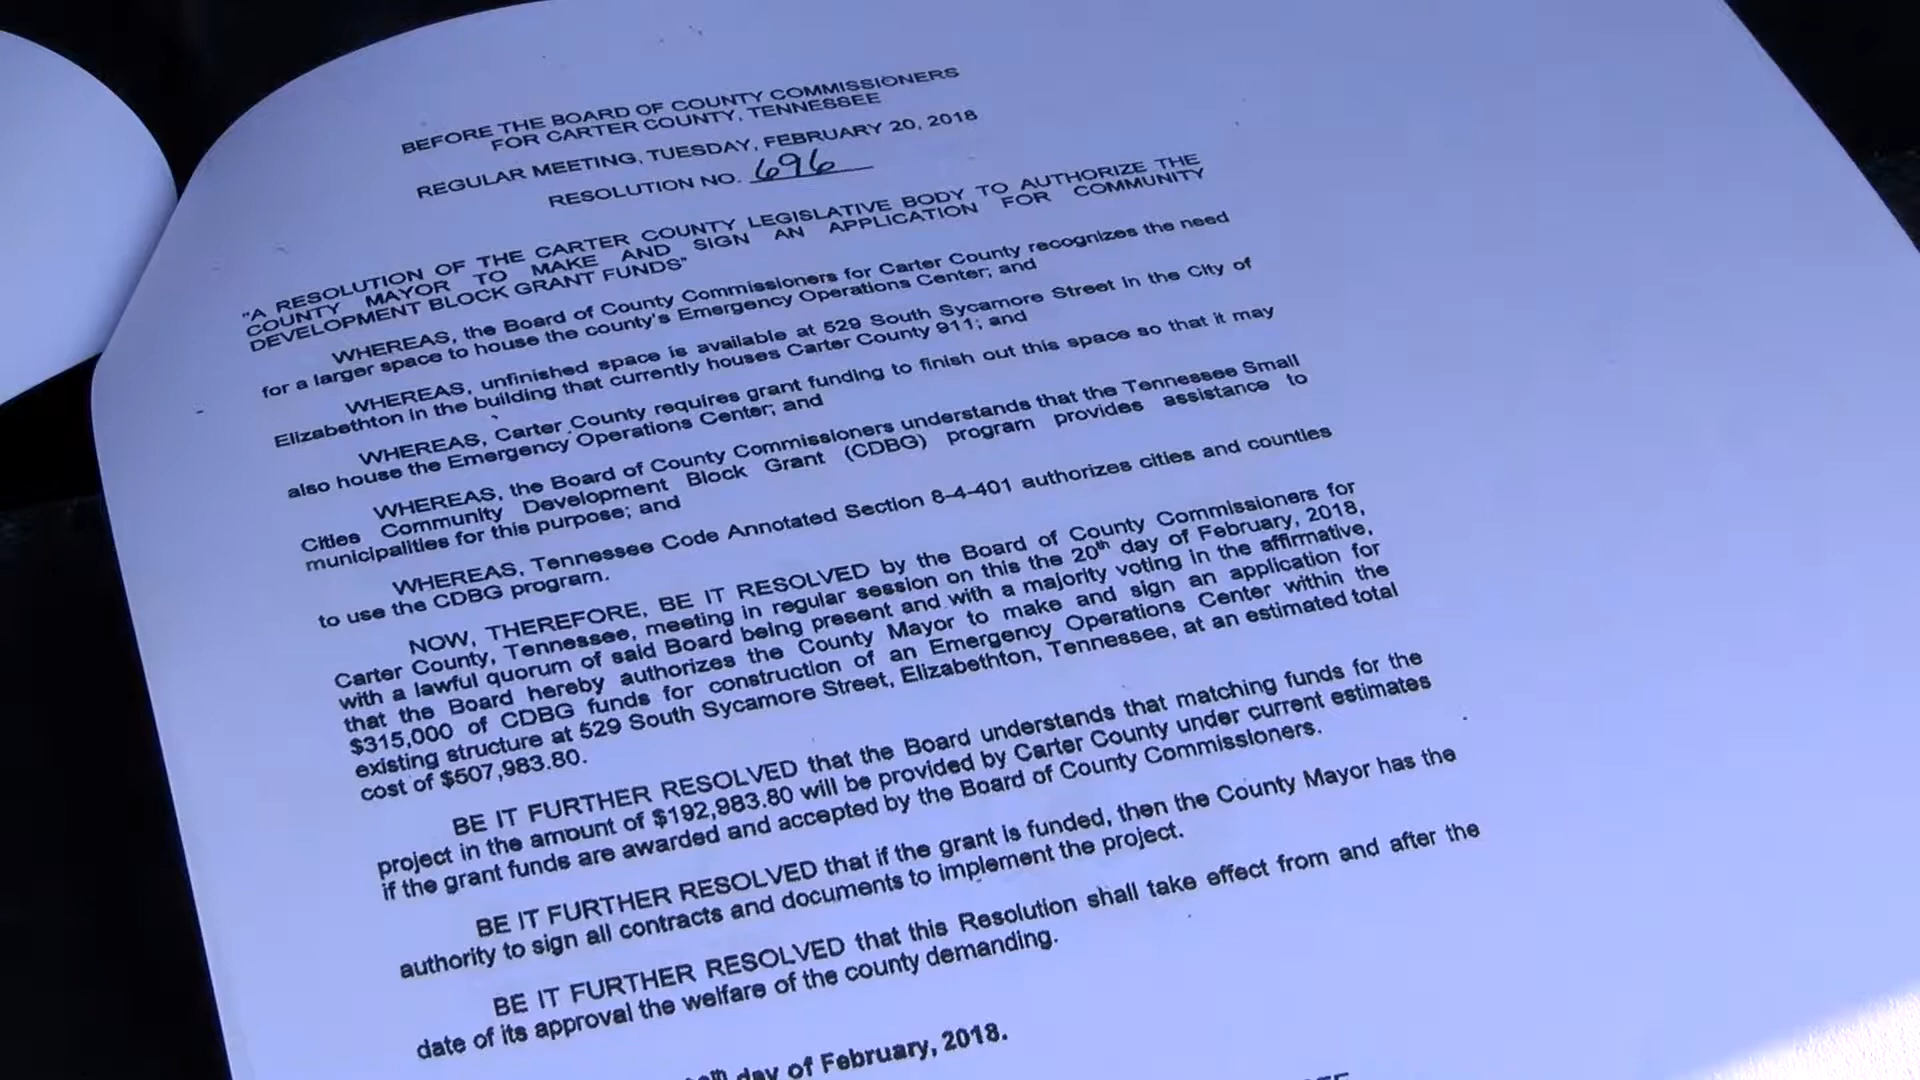 BEFORE THE BOARD OF COUNTY COMMISSIONERS
FOR CARTER COUNTY, TENNESSEE
REGULAR MEETING, TUESDAY, FEBRUARY 20, 2018
RESOLUTION NO. 696
"A RESOLUTION OF THE CARTER COUNTY LEGISLATIVE BODY TO AUTHORIZE THE
COUNTY MAYOR TO MAKE AND SIGN AN APPLICATION FOR COMMUNITY
DEVELOPMENT BLOCK GRANT FUNDS"
WHEREAS, the Board of County Commissioners for Carter County recognizes the need
for a larger space to house the county's Emergency Operations Center; and
WHEREAS, unfinished space is available at 529 South Sycamore Street in the City of
Elizabethton in the building that currently houses Carter County 911; and
WHEREAS, Carter County requires grant funding to finish out this space so that it may
also house the Emergency Operations Center; and
WHEREAS, the Board of County Commissioners understands that the Tennessee Small
Cities Community Development Block Grant (CDBG) program provides assistance to
municipalities for this purpose; and
WHEREAS, Tennessee Code Annotated Section 8-4-401 authorizes cities and counties
to use the CDBG program.
NOW, THEREFORE, BE IT RESOLVED by the Board of County Commissioners for
Carter County, Tennessee, meeting in regular session on this the 20th day of February, 2018,
with a lawful quorum of said Board being present and with a majority voting in the affirmative,
that the Board hereby authorizes the County Mayor to make and sign an application for
$315,000 of CDBG funds for construction of an Emergency Operations Center within the
existing structure at 529 South Sycamore Street, Elizabethton, Tennessee, at an estimated total
cost of $507,983.80.
BE IT FURTHER RESOLVED that the Board understands that matching funds for the
project in the amount of $192,983.80 will be provided by Carter County under current estimates
if the grant funds are awarded and accepted by the Board of County Commissioners.
BE IT FURTHER RESOLVED that if the grant is funded, then the County Mayor has the
authority to sign all contracts and documents to implement the project.
BE IT FURTHER RESOLVED that this Resolution shall take effect from and after the
date of its approval the welfare of the county demanding.
day of February, 2018.